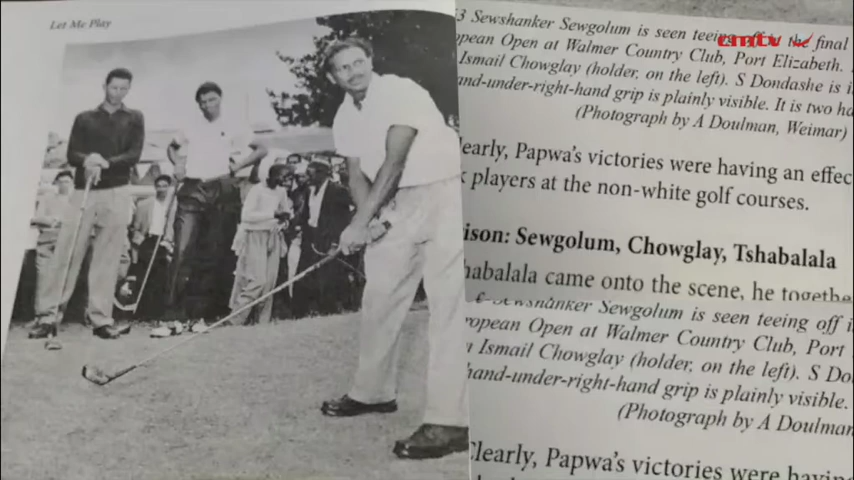 Let Me Play
3 Sewshanker Sewgolum is seen teeing off in the final
pean Open at Walmer Country Club, Port Elizabeth.
Ismail Chowglay (holder, on the left). S Dondashe is i
and-under-right-hand grip is plainly visible. It is two ha
(Photograph by A Doulman, Weimar)
learly, Papwa's victories were having an effec
players at the non-white golf courses.
ison: Sewgolum, Chowglay, Tshabalala
habalala came onto the scene, he togethe
Sewshanker Sewgolum is seen teeing off i
ropean Open at Walmer Country Club, Port
Ismail Chowglay (holder, on the left). S Do
hand-under-right-hand grip is plainly visible.
(Photograph by A Doulman
Clearly, Papwa's victories were havin